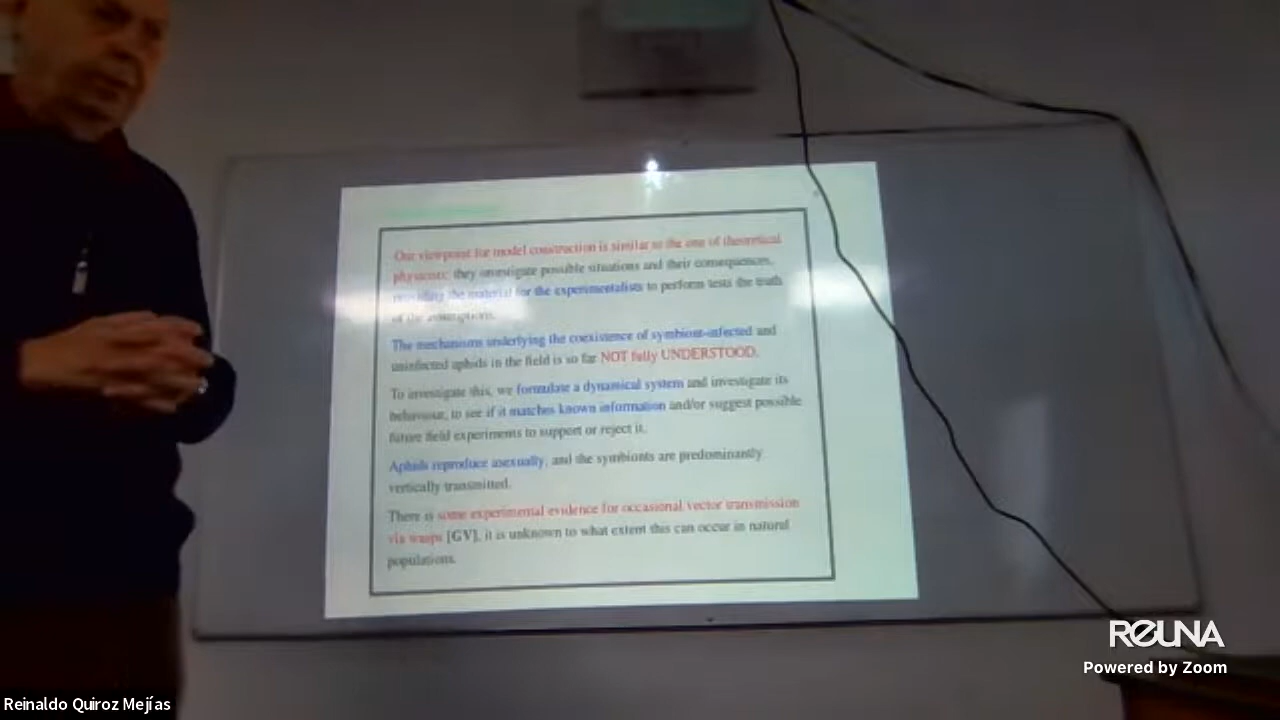 Our viewpoint for model construction is similar to the one of theoretical
physicists: they investigate possible situations and their consequences,
providing the material for the experimentalists to perform tests the truth
of the assumptions.
The mechanisms underlying the coexistence of symbiont-infected and
uninfected aphids in the field is so far NOT fully UNDERSTOOD.
To investigate this, we formulate a dynamical system and investigate its
behaviour, to see if it matches known information and/or suggest possible
future field experiments to support or reject it.
Aphids reproduce asexually, and the symbionts are predominantly
vertically transmitted.
There is some experimental evidence for occasional vector transmission
via wasps [GV], it is unknown to what extent this can occur in natural
populations.
REUNA
Powered by Zoom
Reinaldo Quiroz Mejías